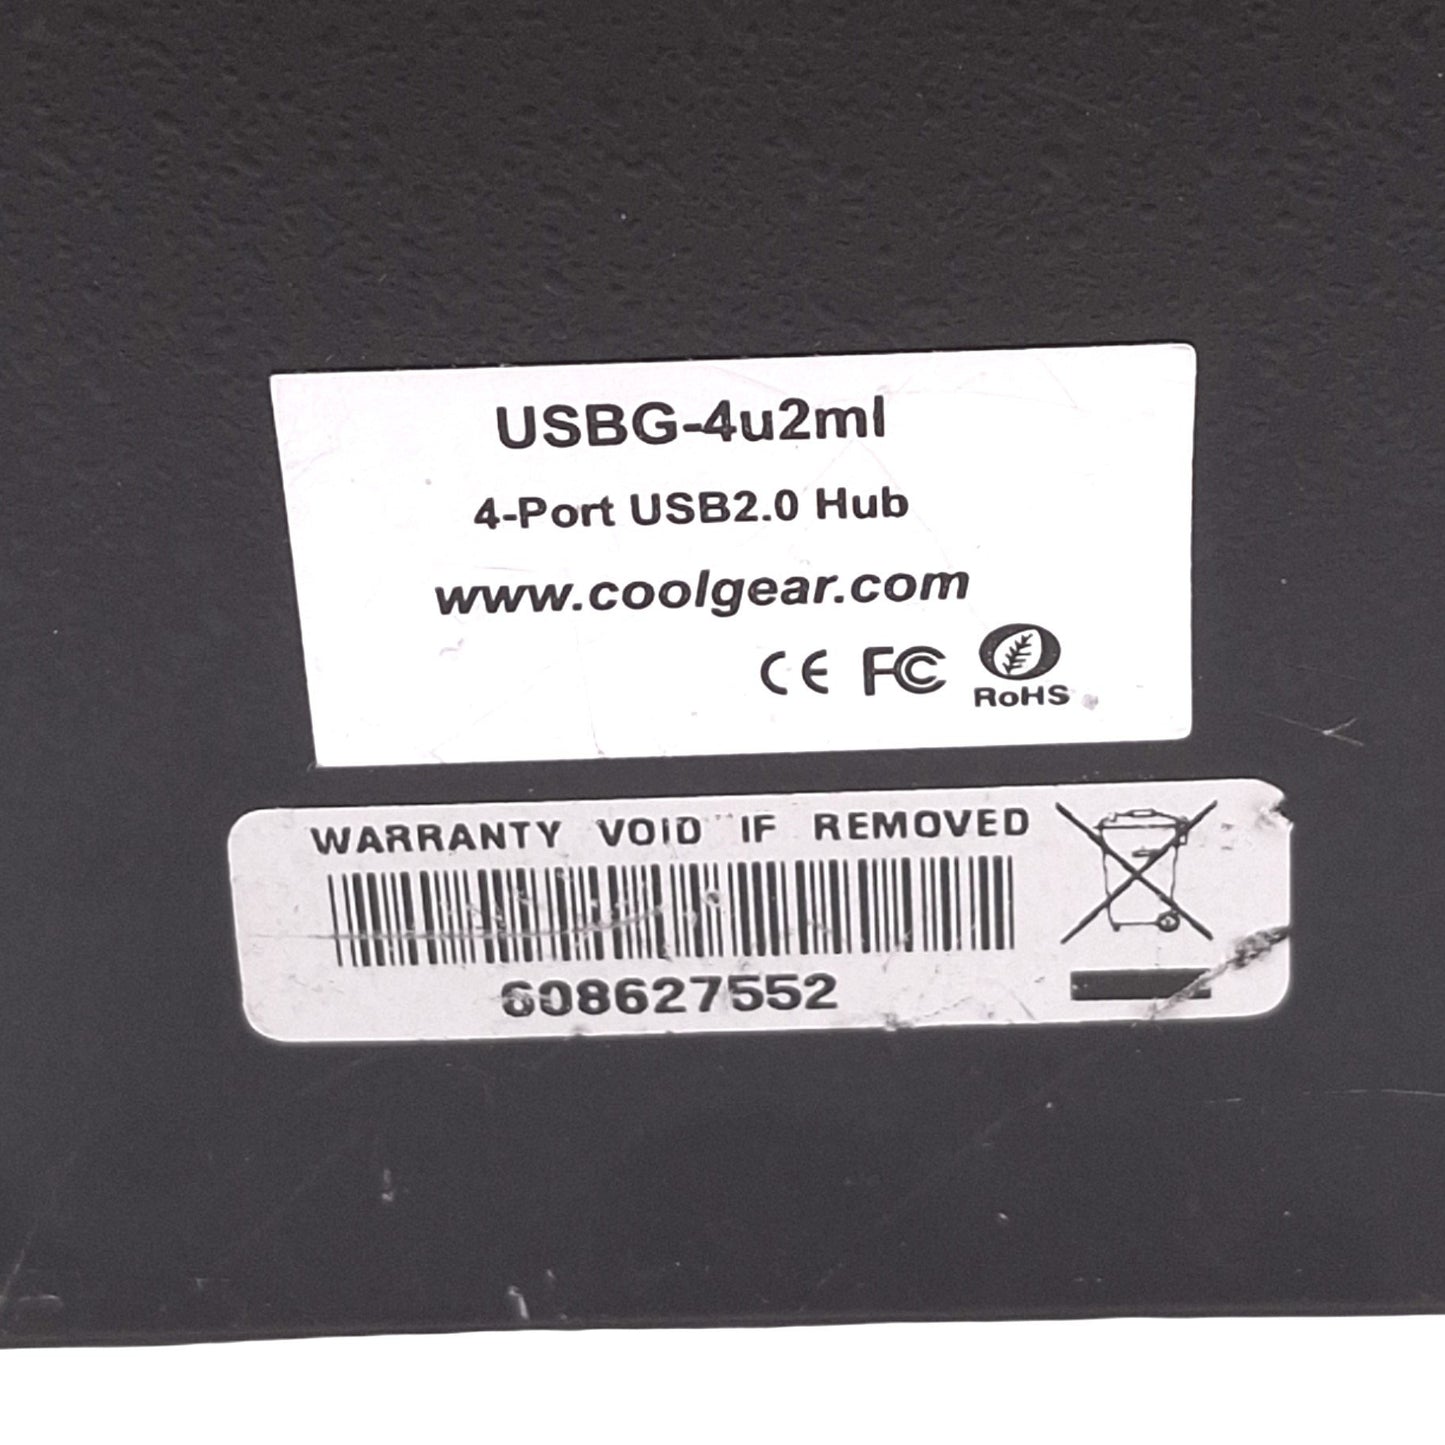 USBG-4u2ml
4-Port USB2.0 Hub
www.coolgear.com
CE FC RoHS
WARRANTY VOID IF REMOVED
608627552